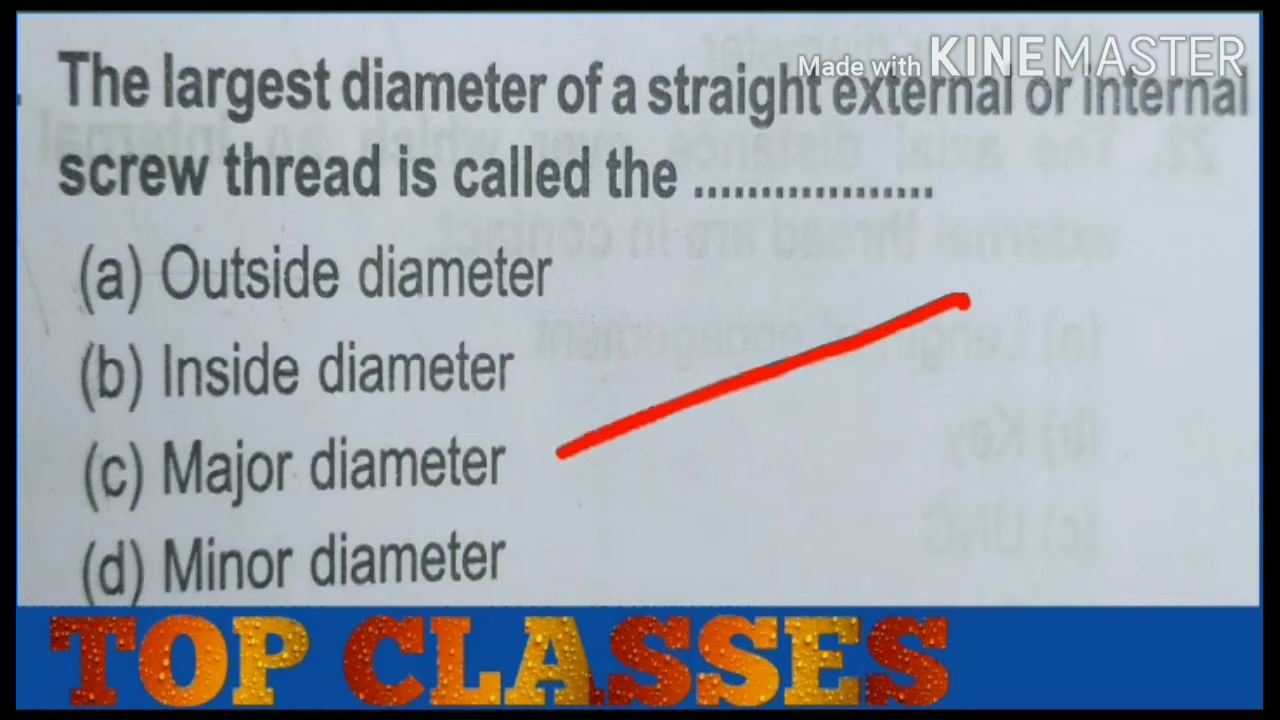 Made with KINEMASTER
The largest diameter of a straight external or internal
screw thread is called the ..................
(a) Outside diameter
(b) Inside diameter
(c) Major diameter
(d) Minor diameter
TOP CLASSES